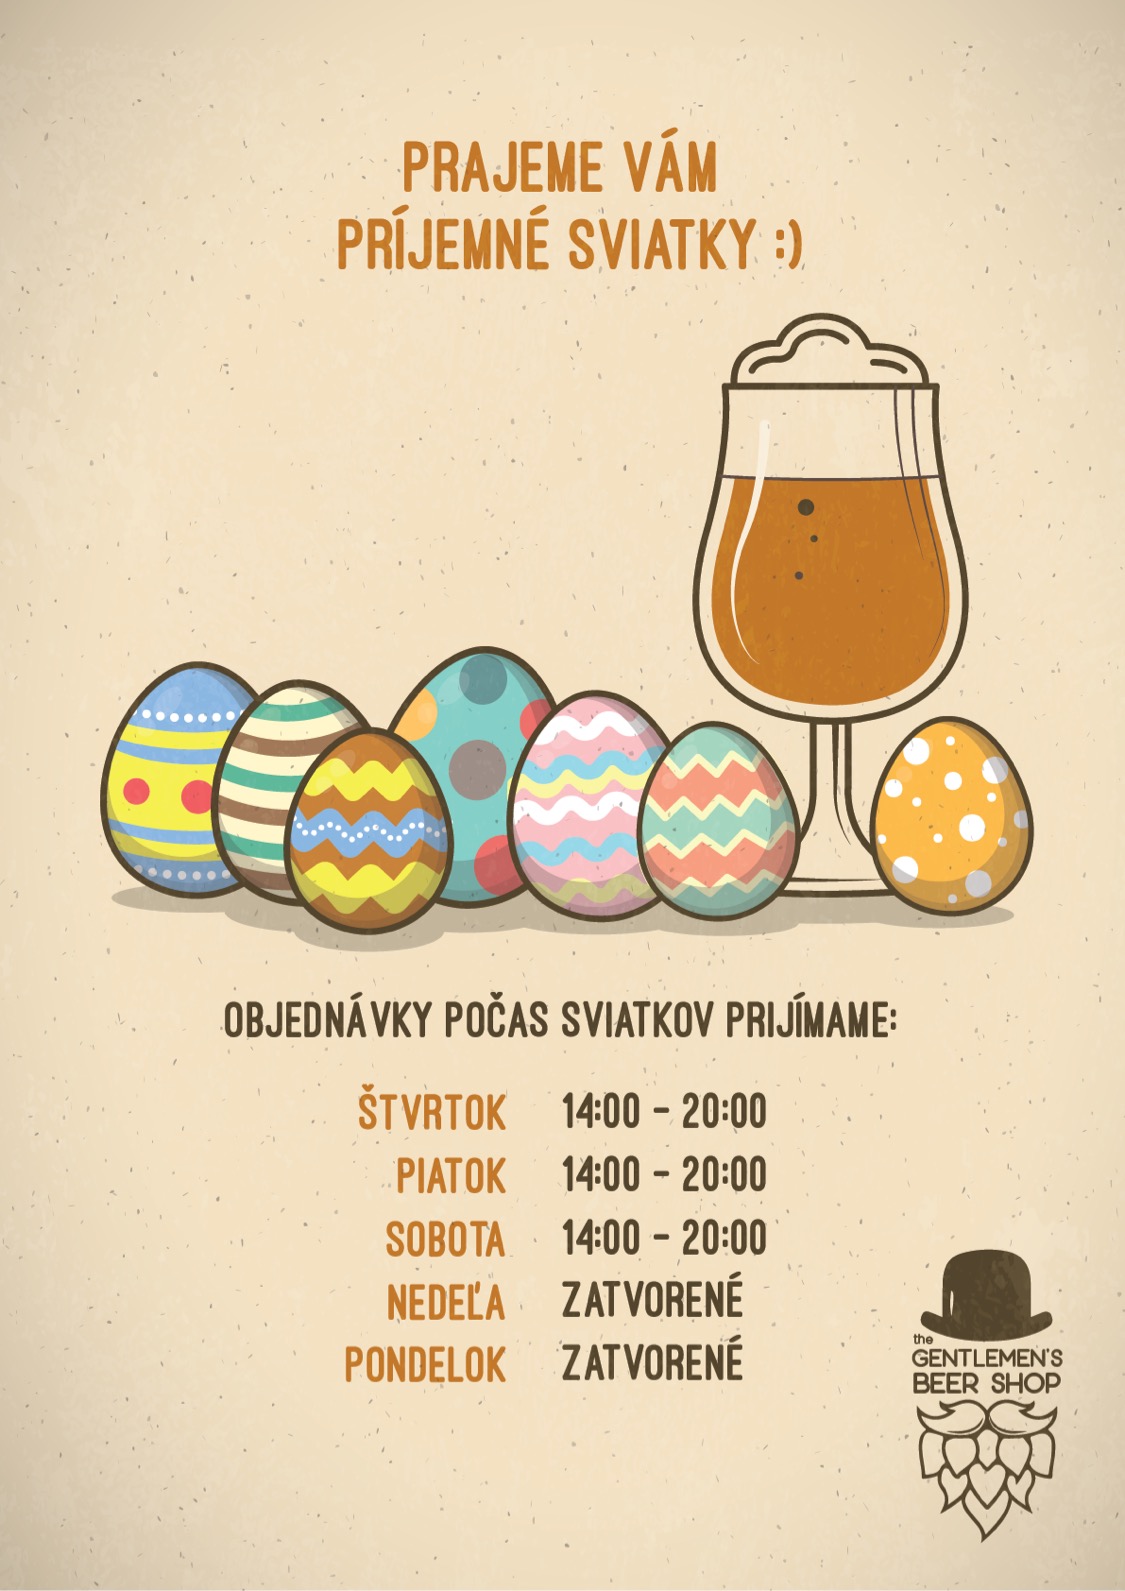 PRAJEME VÁM
PRÍJEMNÉ SVIATKY :)
OBJEDNÁVKY POČAS SVIATKOV PRIJÍMAME:
ŠTVRTOK 14:00 - 20:00
PIATOK 14:00 - 20:00
SOBOTA 14:00 - 20:00
NEDEĽA ZATVORENÉ
PONDELOK ZATVORENÉ
the
GENTLEMEN'S
BEER SHOP